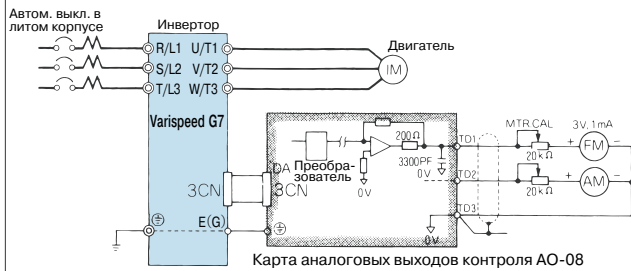 Автом. выкл. в
литом корпусе
Инвертор
R/L1 U/T1
S/L2 V/T2
T/L3 W/T3
Двигатель
IM
Varispeed G7
3CN
E(G)
DA
3CN
Преобра-
зователь
0V
200Ω
3300PF
0V
0V
TD1
TD2
TD3
MTR.CAL
20kΩ
20kΩ
3V, 1mA
+ FM −
+ AM −
Карта аналоговых выходов контроля AO-08